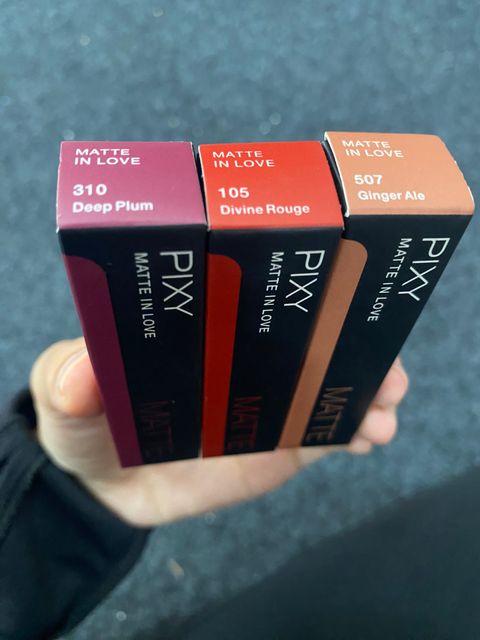 MATTE
IN LOVE
310
Deep Plum
PIXY
MATTE IN LOVE
MATTE
MATTE
IN LOVE
105
Divine Rouge
PIXY
MATTE IN LOVE
MATTE
MATTE
IN LOVE
507
Ginger Ale
PIXY
MATTE IN LOVE
MATTE